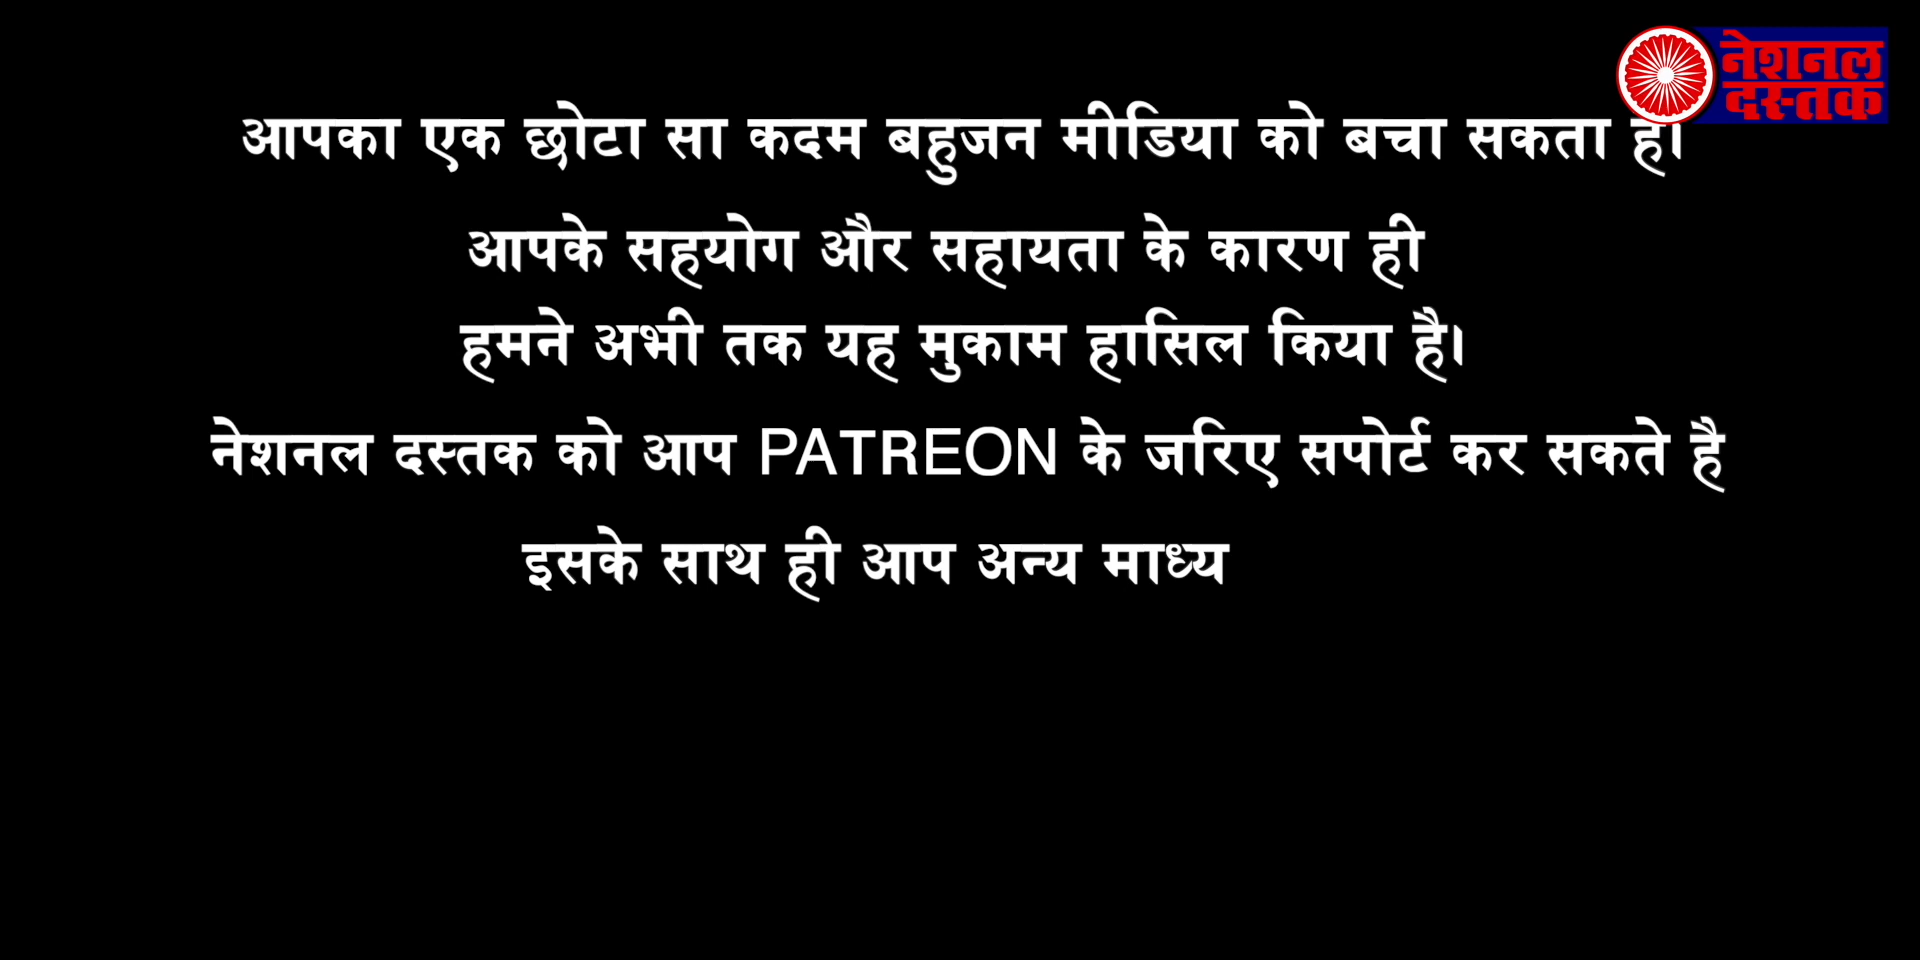 नेशनल
दस्तक
आपका एक छोटा सा कदम बहुजन मीडिया को बचा सकता है।
आपके सहयोग और सहायता के कारण ही
हमने अभी तक यह मुकाम हासिल किया है।
नेशनल दस्तक को आप PATREON के जरिए सपोर्ट कर सकते है
इसके साथ ही आप अन्य माध्य